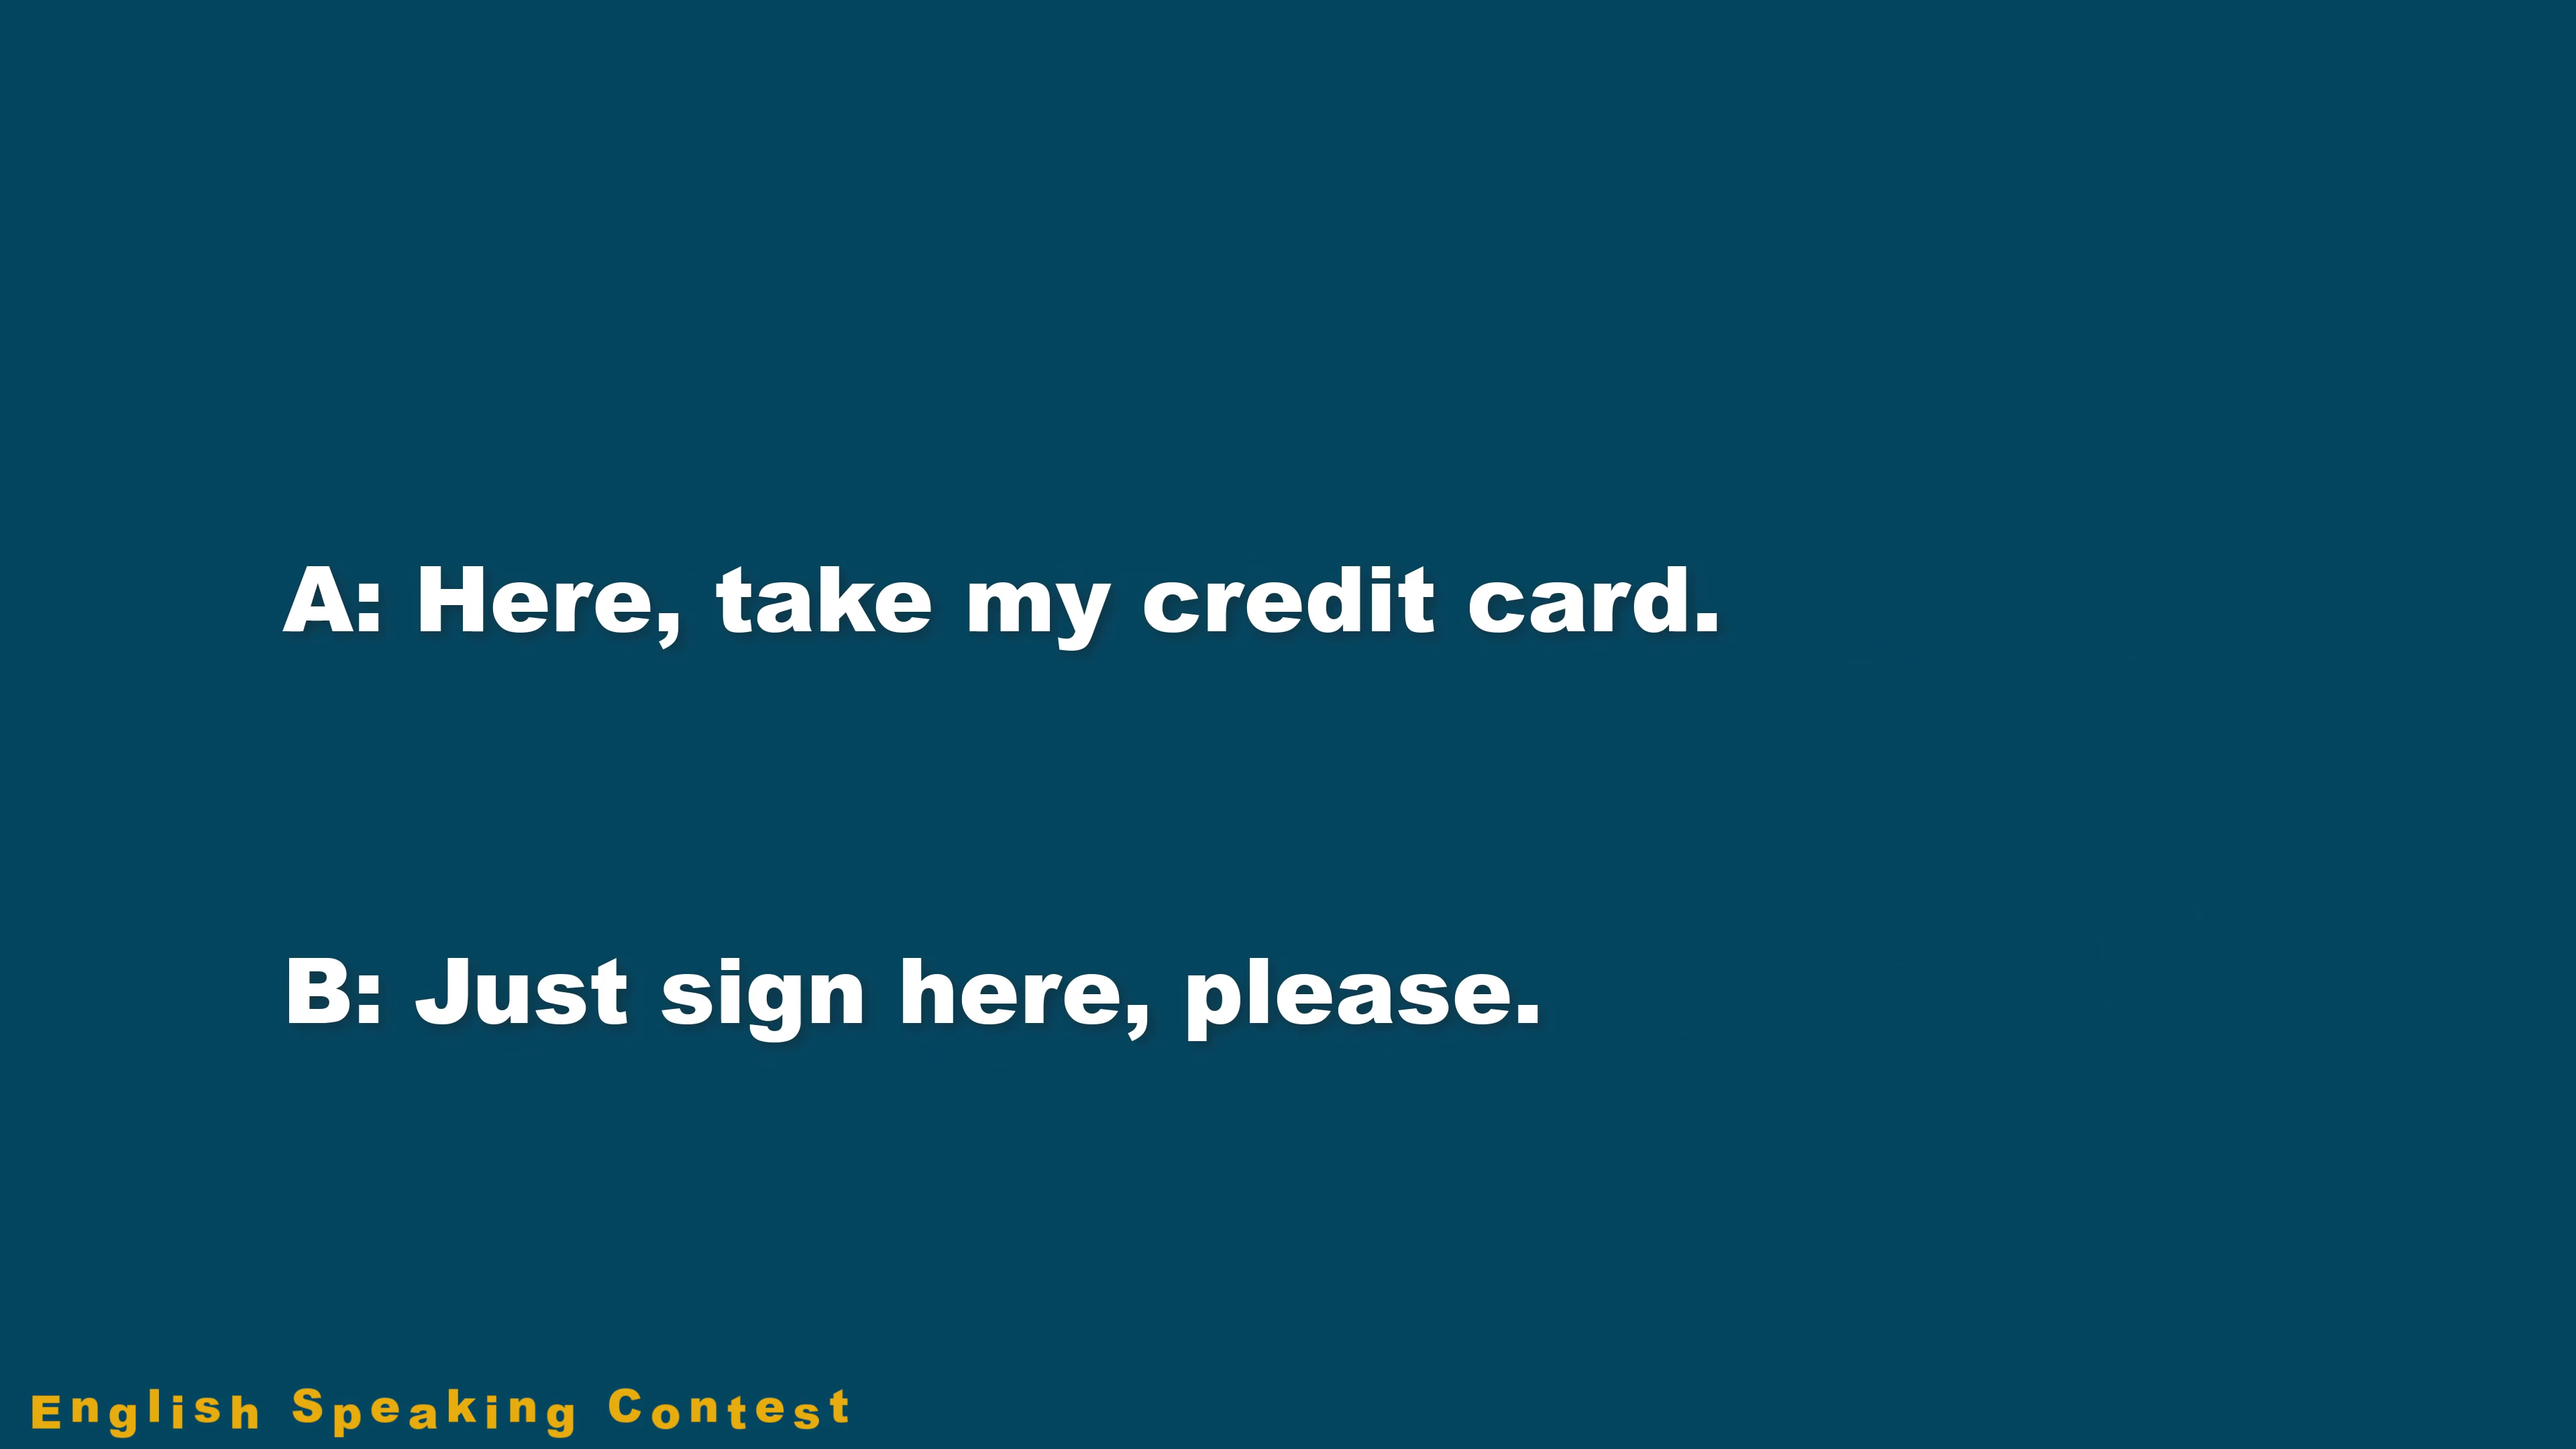 A: Here, take my credit card.
B: Just sign here, please.
English Speaking Contest